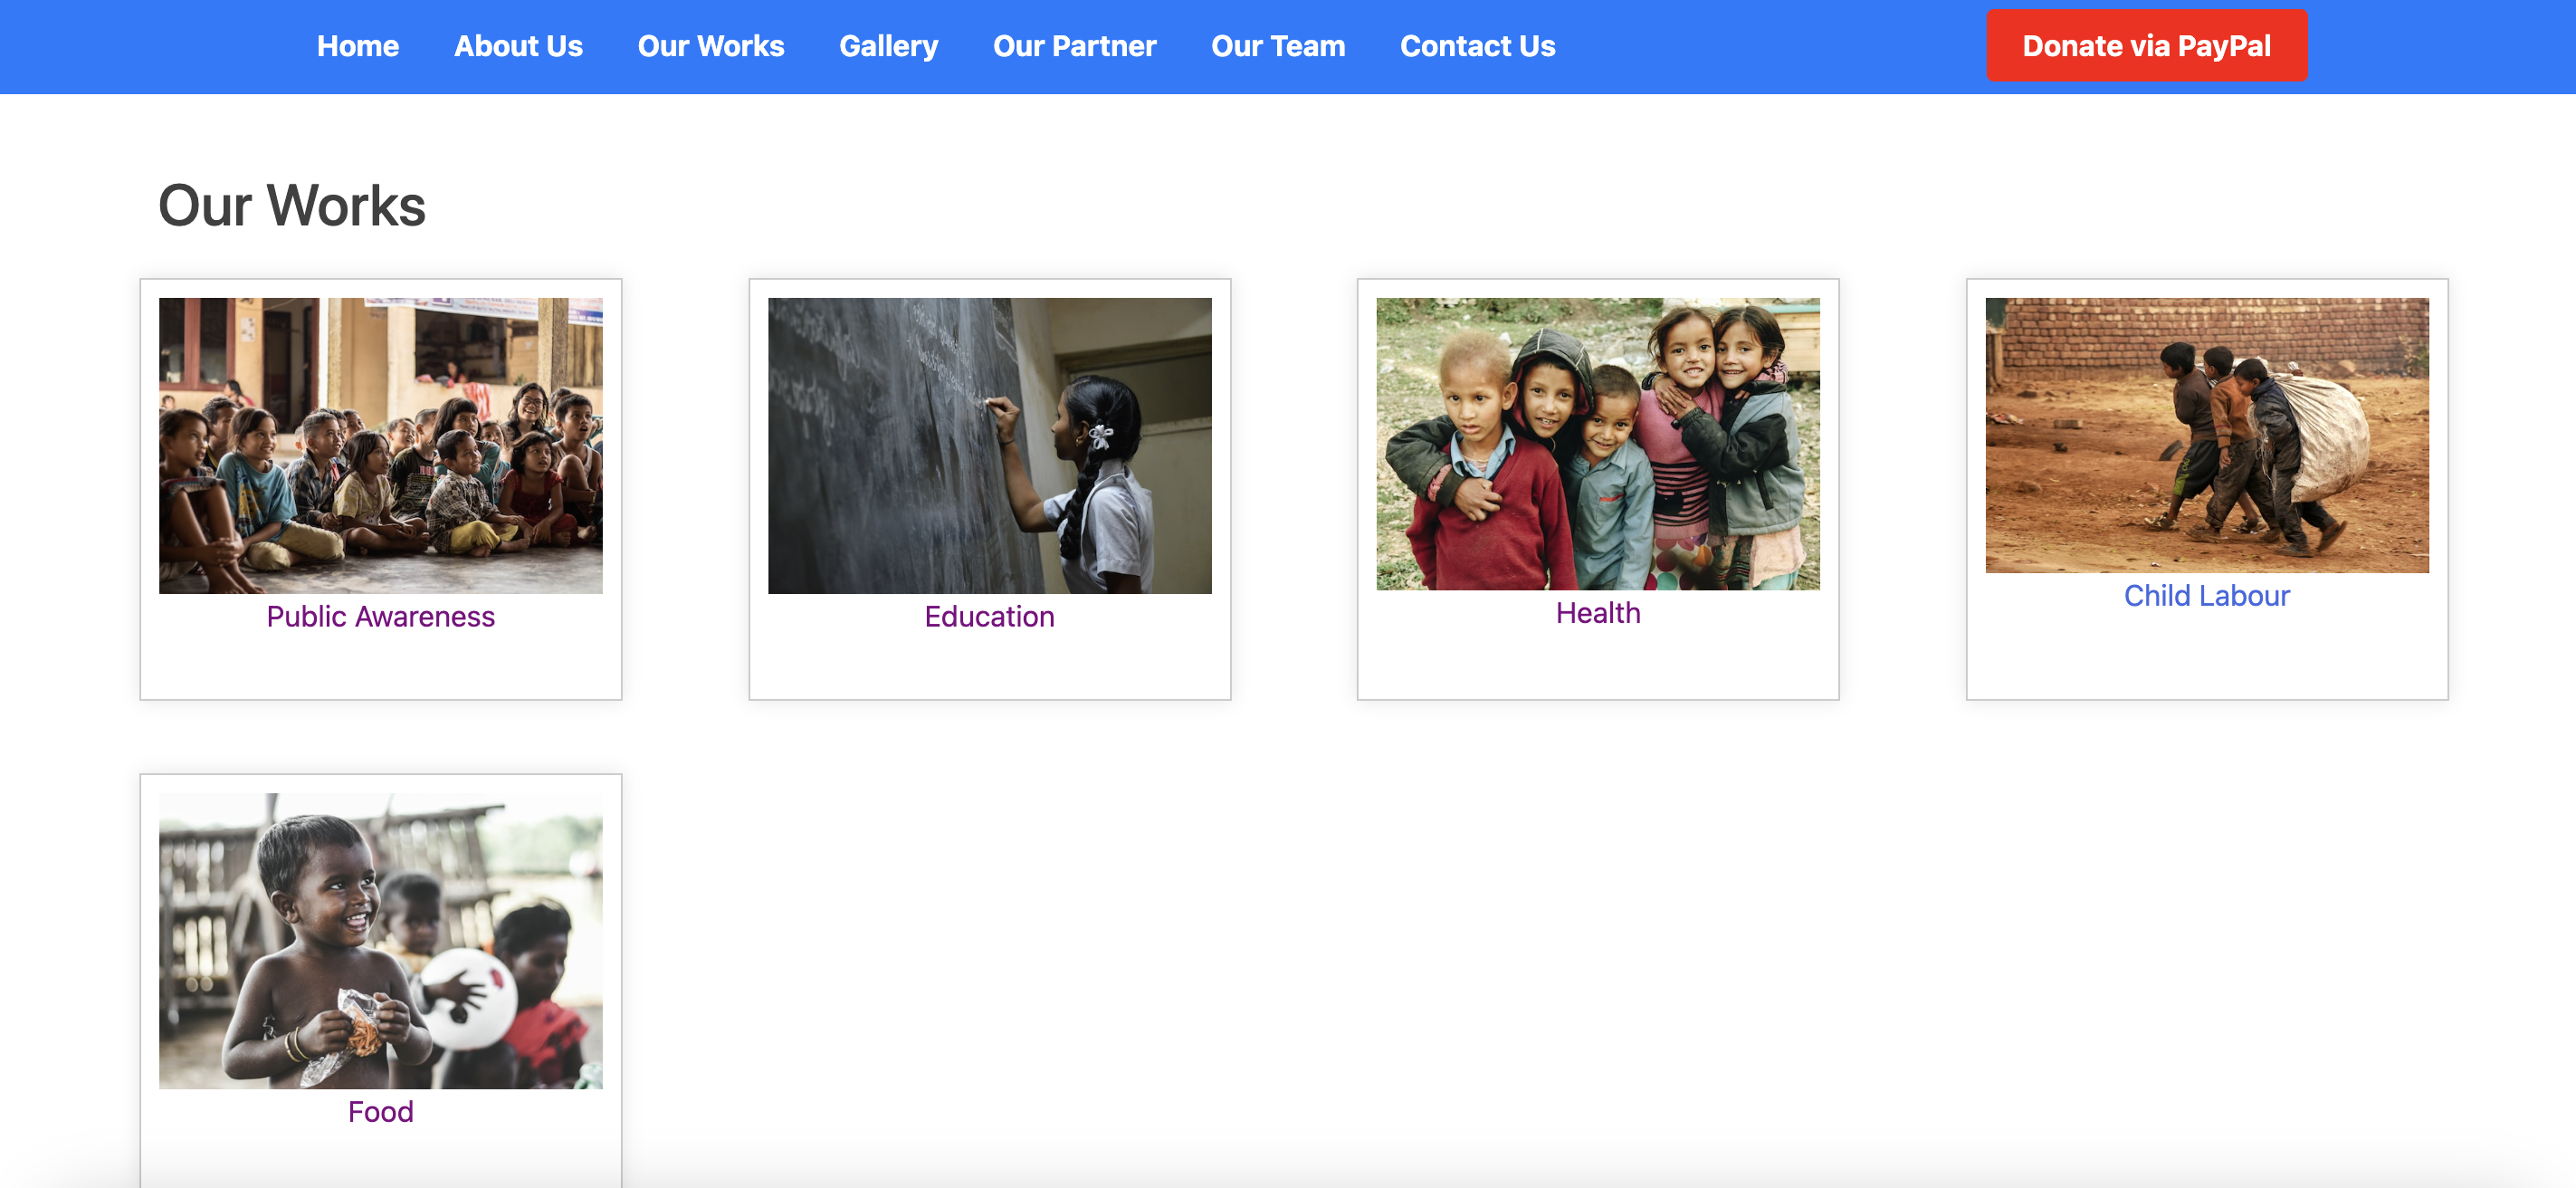 Home About Us Our Works Gallery Our Partner Our Team Contact Us Donate via PayPal
Our Works
Public Awareness
Education
Health
Child Labour
Food